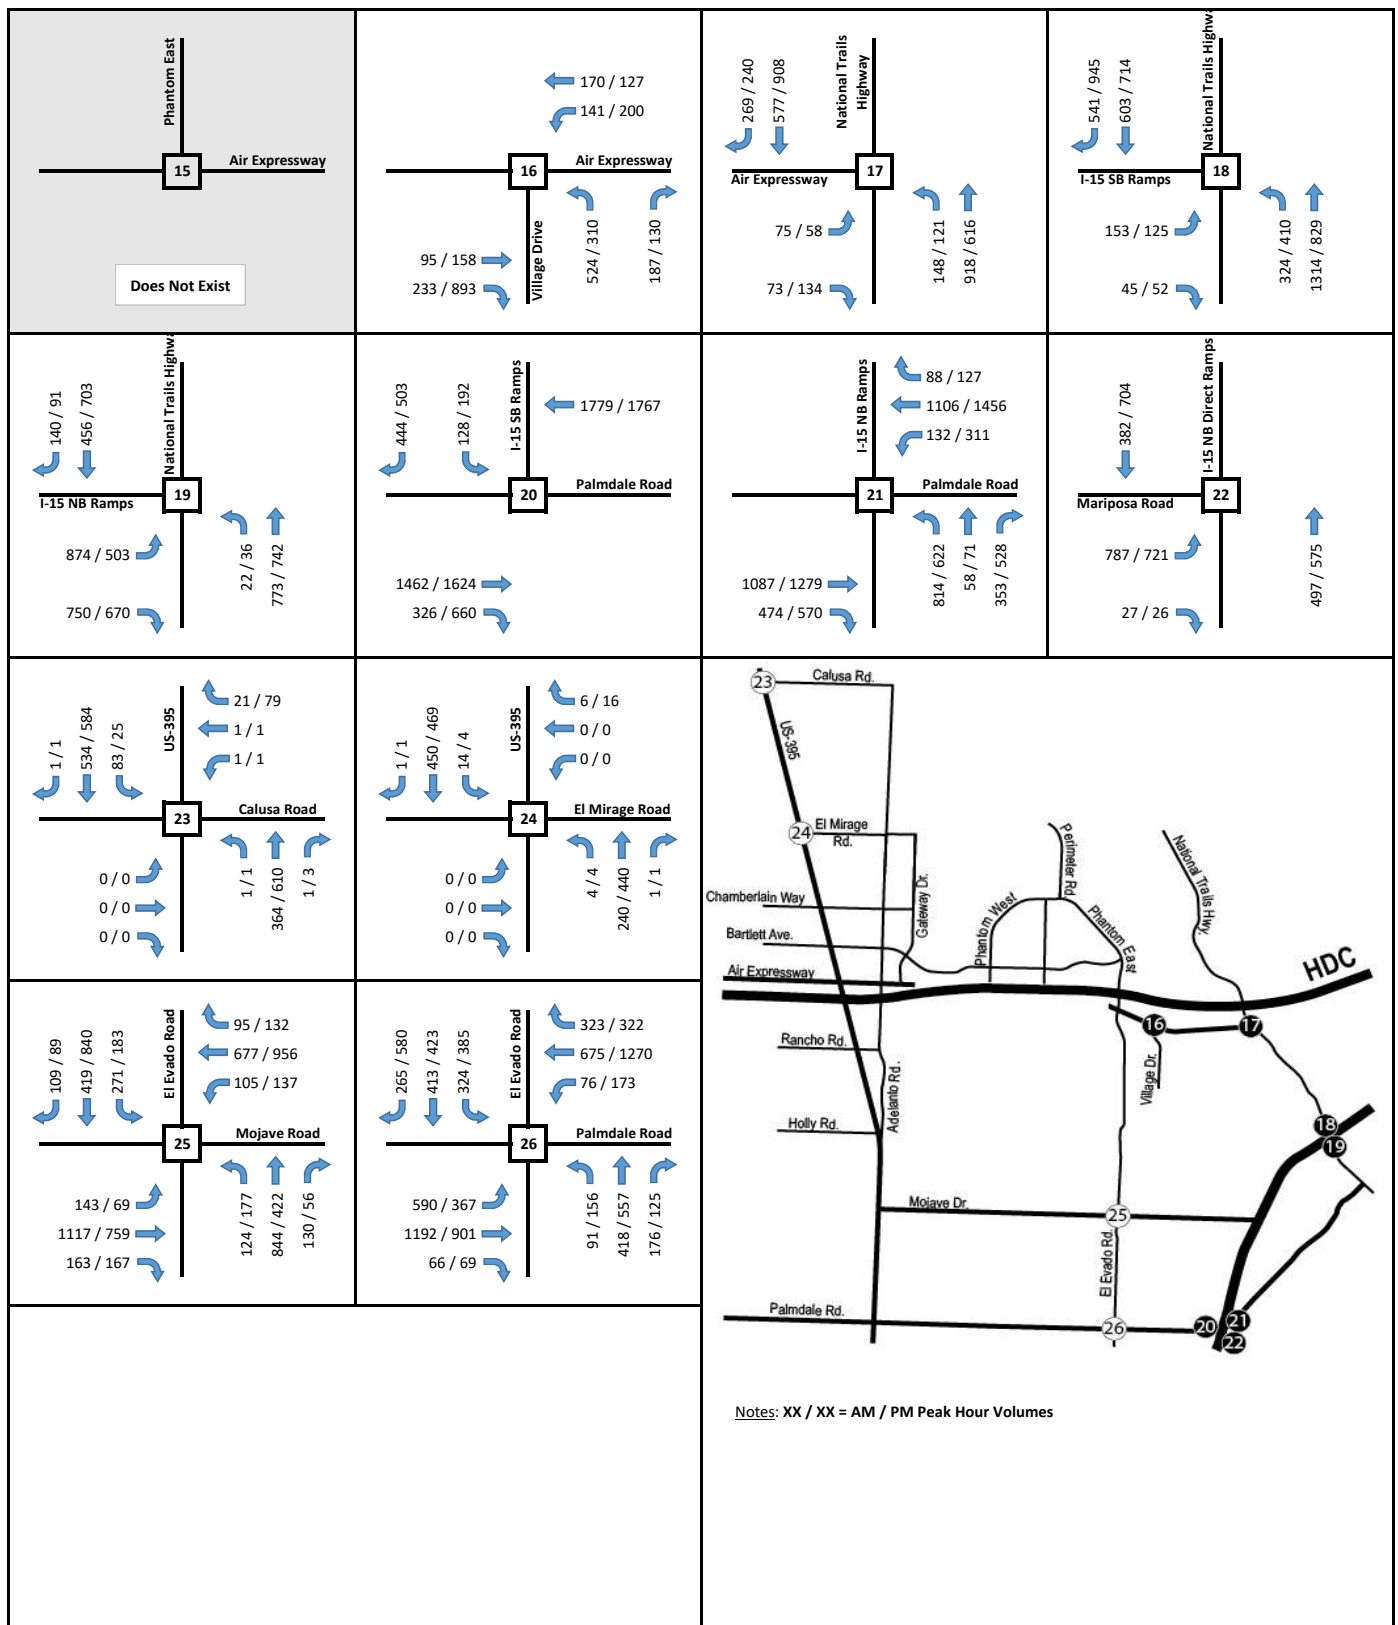 Phantom East
15
Air Expressway
Does Not Exist
170 / 127
141 / 200
16
Air Expressway
Village Drive
95 / 158
233 / 893
524 / 310
187 / 130
269 / 240
577 / 908
National Trails
Highway
Air Expressway
17
75 / 58
73 / 134
148 / 121
918 / 616
541 / 945
603 / 714
National Trails Highw
I-15 SB Ramps
18
153 / 125
45 / 52
324 / 410
1314 / 829
140 / 91
456 / 703
National Trails Highw
I-15 NB Ramps
19
874 / 503
750 / 670
22 / 36
773 / 742
444 / 503
128 / 192
I-15 SB Ramps
1779 / 1767
20
Palmdale Road
1462 / 1624
326 / 660
I-15 NB Ramps
88 / 127
1106 / 1456
132 / 311
21
Palmdale Road
1087 / 1279
474 / 570
814 / 622
58 / 71
353 / 528
382 / 704
I-15 NB Direct Ramps
Mariposa Road
22
787 / 721
27 / 26
497 / 575
1 / 1
534 / 584
83 / 25
US-395
21 / 79
1 / 1
1 / 1
23
Calusa Road
0 / 0
0 / 0
0 / 0
1 / 1
364 / 610
1 / 3
1 / 1
450 / 469
14 / 4
US-395
6 / 16
0 / 0
0 / 0
24
El Mirage Road
0 / 0
0 / 0
0 / 0
4 / 4
240 / 440
1 / 1
109 / 89
419 / 840
271 / 183
El Evado Road
95 / 132
677 / 956
105 / 137
25
Mojave Road
143 / 69
1117 / 759
163 / 167
124 / 177
844 / 422
130 / 56
265 / 580
413 / 423
324 / 385
El Evado Road
323 / 322
675 / 1270
76 / 173
26
Palmdale Road
590 / 367
1192 / 901
66 / 69
91 / 156
418 / 557
176 / 125
23
Calusa Rd.
US-395
24
El Mirage
Rd.
Gateway Dr.
Chamberlain Way
Bartlett Ave.
Air Expressway
Phantom West
Perimeter Rd.
Phantom East
National Trails Hwy.
HDC
16
17
Village Dr.
Rancho Rd.
Adelanto Rd.
Holly Rd.
18
19
Mojave Dr.
25
El Evado Rd.
Palmdale Rd.
26
20
21
22
Notes: XX / XX = AM / PM Peak Hour Volumes